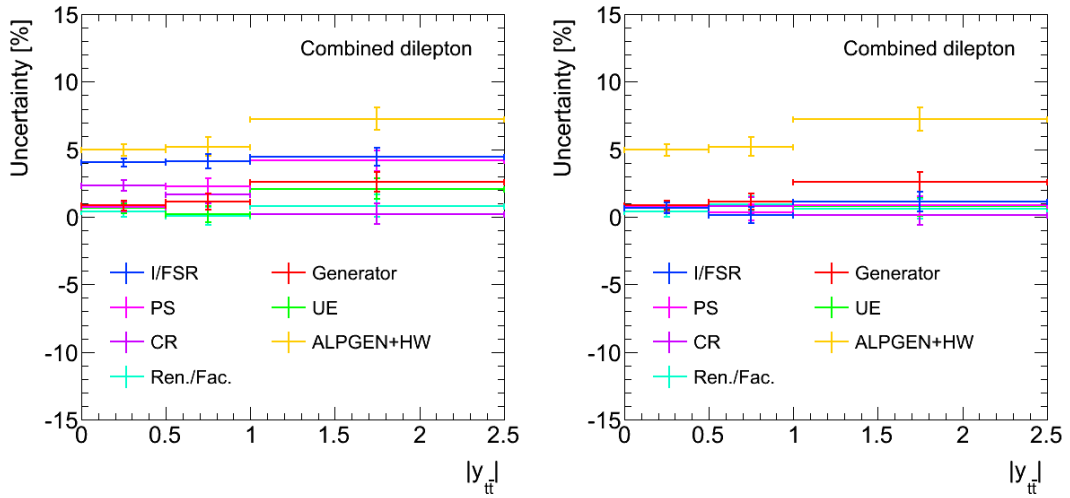 Uncertainty [%]
15
10
5
0
-5
-10
-15
Combined dilepton
I/FSR
Generator
PS
UE
CR
ALPGEN+HW
Ren./Fac.
0 0.5 1 1.5 2 2.5
|y_tt̄|
Uncertainty [%]
15
10
5
0
-5
-10
-15
Combined dilepton
I/FSR
Generator
PS
UE
CR
ALPGEN+HW
Ren./Fac.
0 0.5 1 1.5 2 2.5
|y_tt̄|